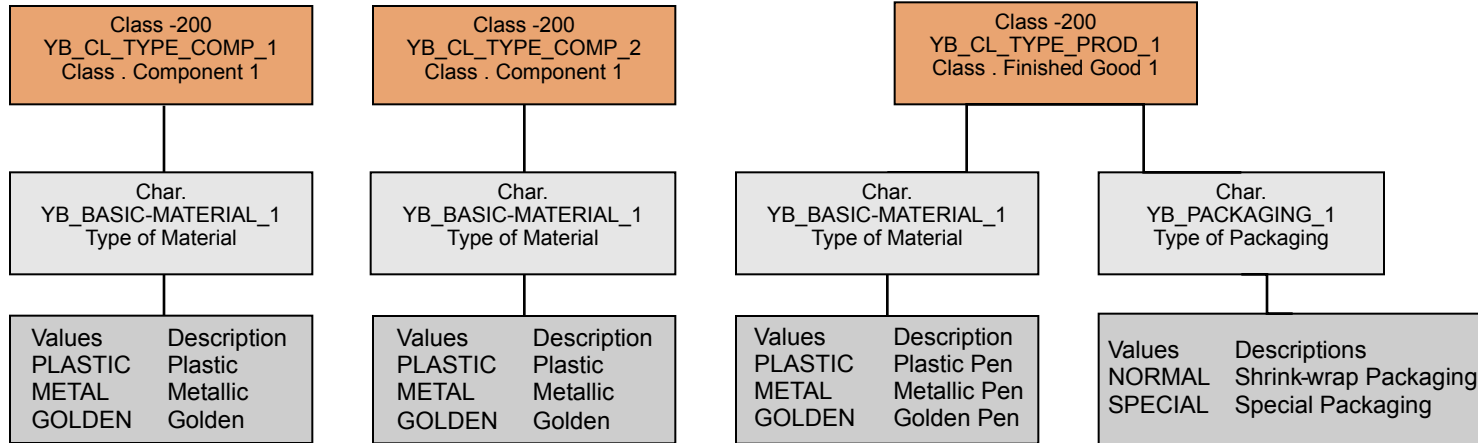 Class -200
YB_CL_TYPE_COMP_1
Class . Component 1
Class -200
YB_CL_TYPE_COMP_2
Class . Component 1
Class -200
YB_CL_TYPE_PROD_1
Class . Finished Good 1
Char.
YB_BASIC-MATERIAL_1
Type of Material
Char.
YB_BASIC-MATERIAL_1
Type of Material
Char.
YB_BASIC-MATERIAL_1
Type of Material
Char.
YB_PACKAGING_1
Type of Packaging
Values Description
PLASTIC Plastic
METAL Metallic
GOLDEN Golden
Values Description
PLASTIC Plastic
METAL Metallic
GOLDEN Golden
Values Description
PLASTIC Plastic Pen
METAL Metallic Pen
GOLDEN Golden Pen
Values Descriptions
NORMAL Shrink-wrap Packaging
SPECIAL Special Packaging